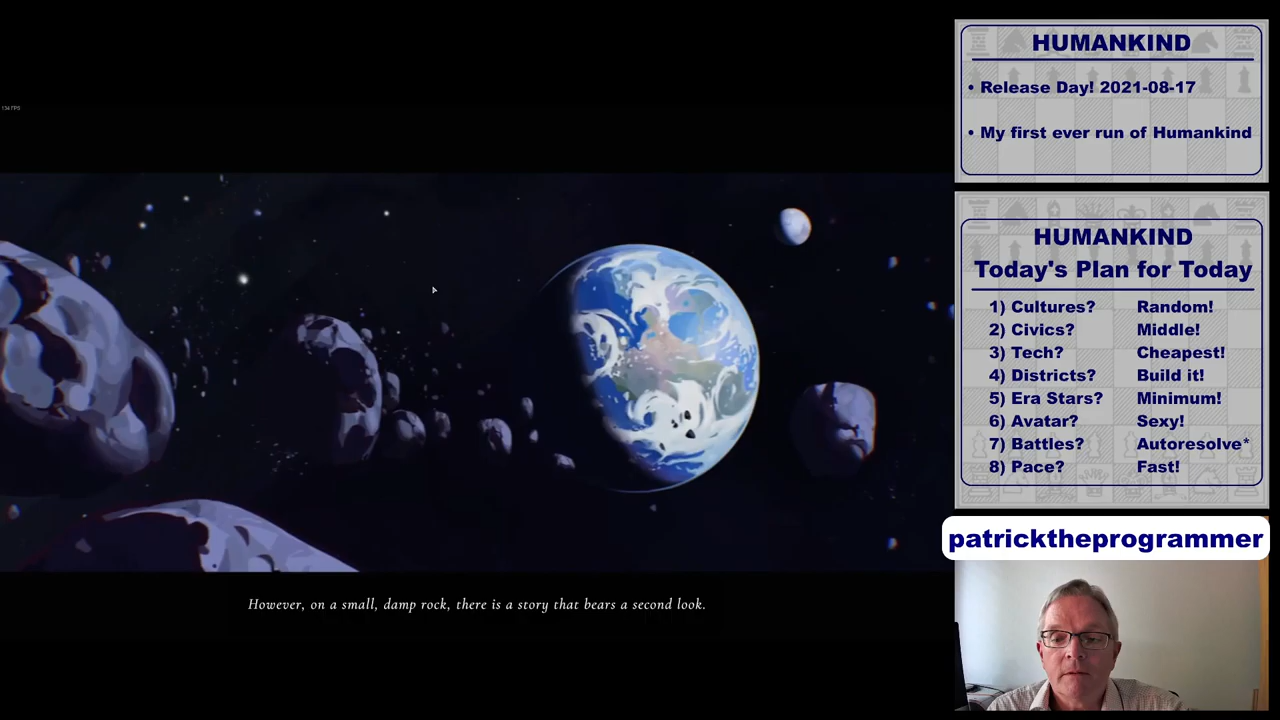 134 FPS
However, on a small, damp rock, there is a story that bears a second look.
HUMANKIND
• Release Day! 2021-08-17
• My first ever run of Humankind
HUMANKIND
Today's Plan for Today
1) Cultures? Random!
2) Civics? Middle!
3) Tech? Cheapest!
4) Districts? Build it!
5) Era Stars? Minimum!
6) Avatar? Sexy!
7) Battles? Autoresolve*
8) Pace? Fast!
patricktheprogrammer